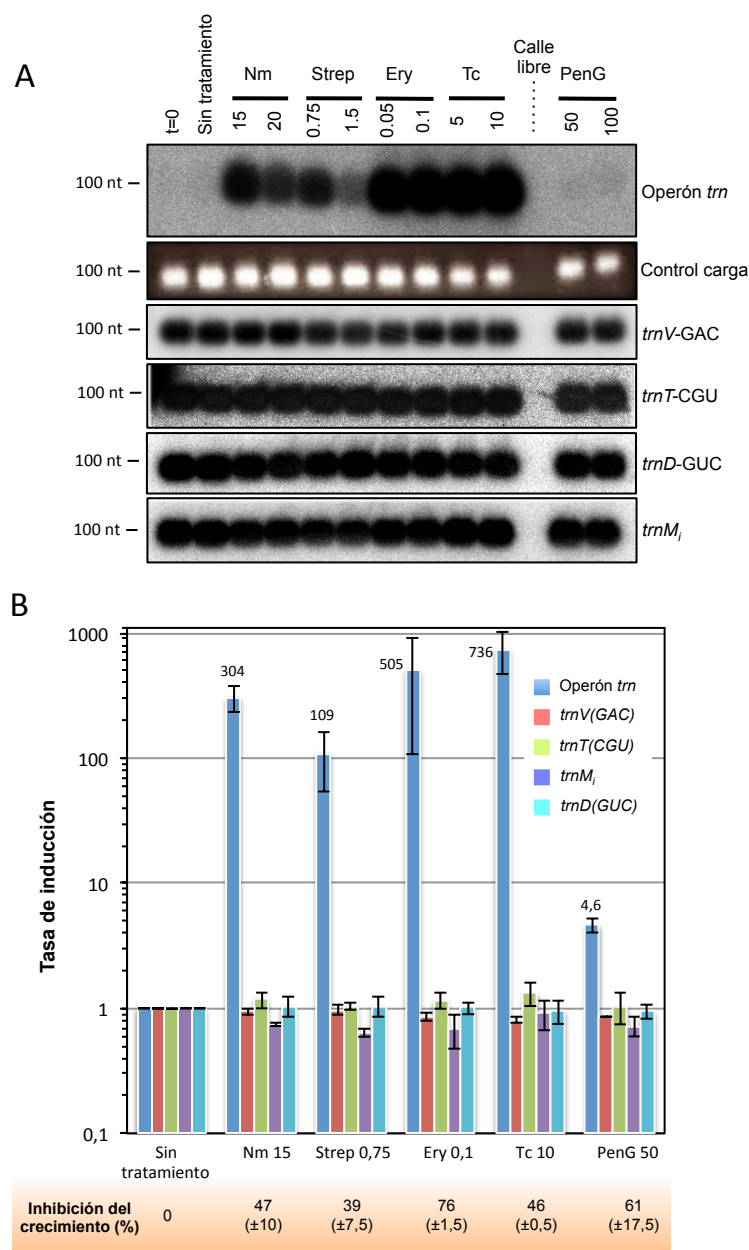 A
Nm Strep Ery Tc Calle libre PenG
t=0 Sin tratamiento 15 20 0.75 1.5 0.05 0.1 5 10 50 100
100 nt – Operón trn
100 nt – Control carga
100 nt – trnV-GAC
100 nt – trnT-CGU
100 nt – trnD-GUC
100 nt – trnMi
B
Tasa de inducción
1000
100
10
1
0,1
304
109
505
736
4,6
Operón trn
trnV(GAC)
trnT(CGU)
trnMi
trnD(GUC)
Sin tratamiento Nm 15 Strep 0,75 Ery 0,1 Tc 10 PenG 50
Inhibición del crecimiento (%)
0 47 39 76 46 61
(±10) (±7,5) (±1,5) (±0,5) (±17,5)